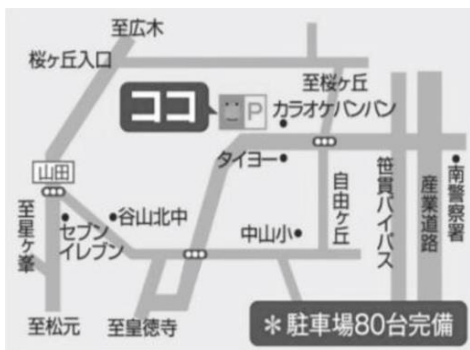 至広木
桜ヶ丘入口
至桜ヶ丘
ココ
P
カラオケバンバン
タイヨー
山田
至星ヶ峯
セブン
イレブン
谷山北中
中山小
自由ヶ丘
笹貫バイパス
産業道路
南警察署
至松元
至皇徳寺
＊駐車場80台完備